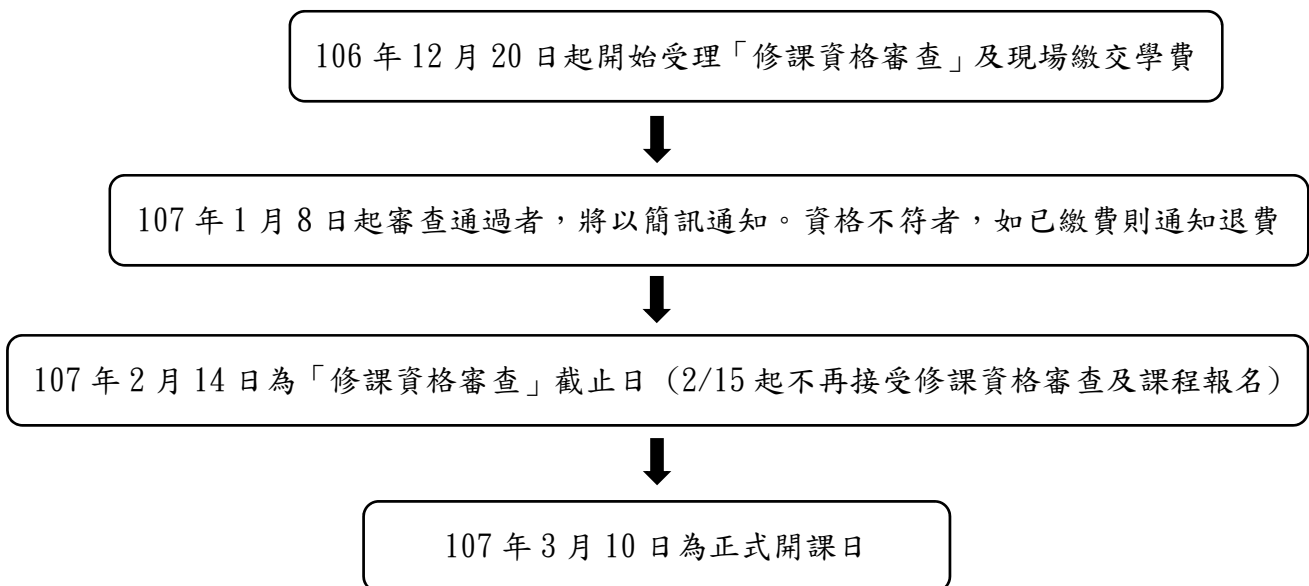 106 年 12 月 20 日起開始受理「修課資格審查」及現場繳交學費
107 年 1 月 8 日起審查通過者，將以簡訊通知。資格不符者，如已繳費則通知退費
107 年 2 月 14 日為「修課資格審查」截止日 (2/15 起不再接受修課資格審查及課程報名)
107 年 3 月 10 日為正式開課日